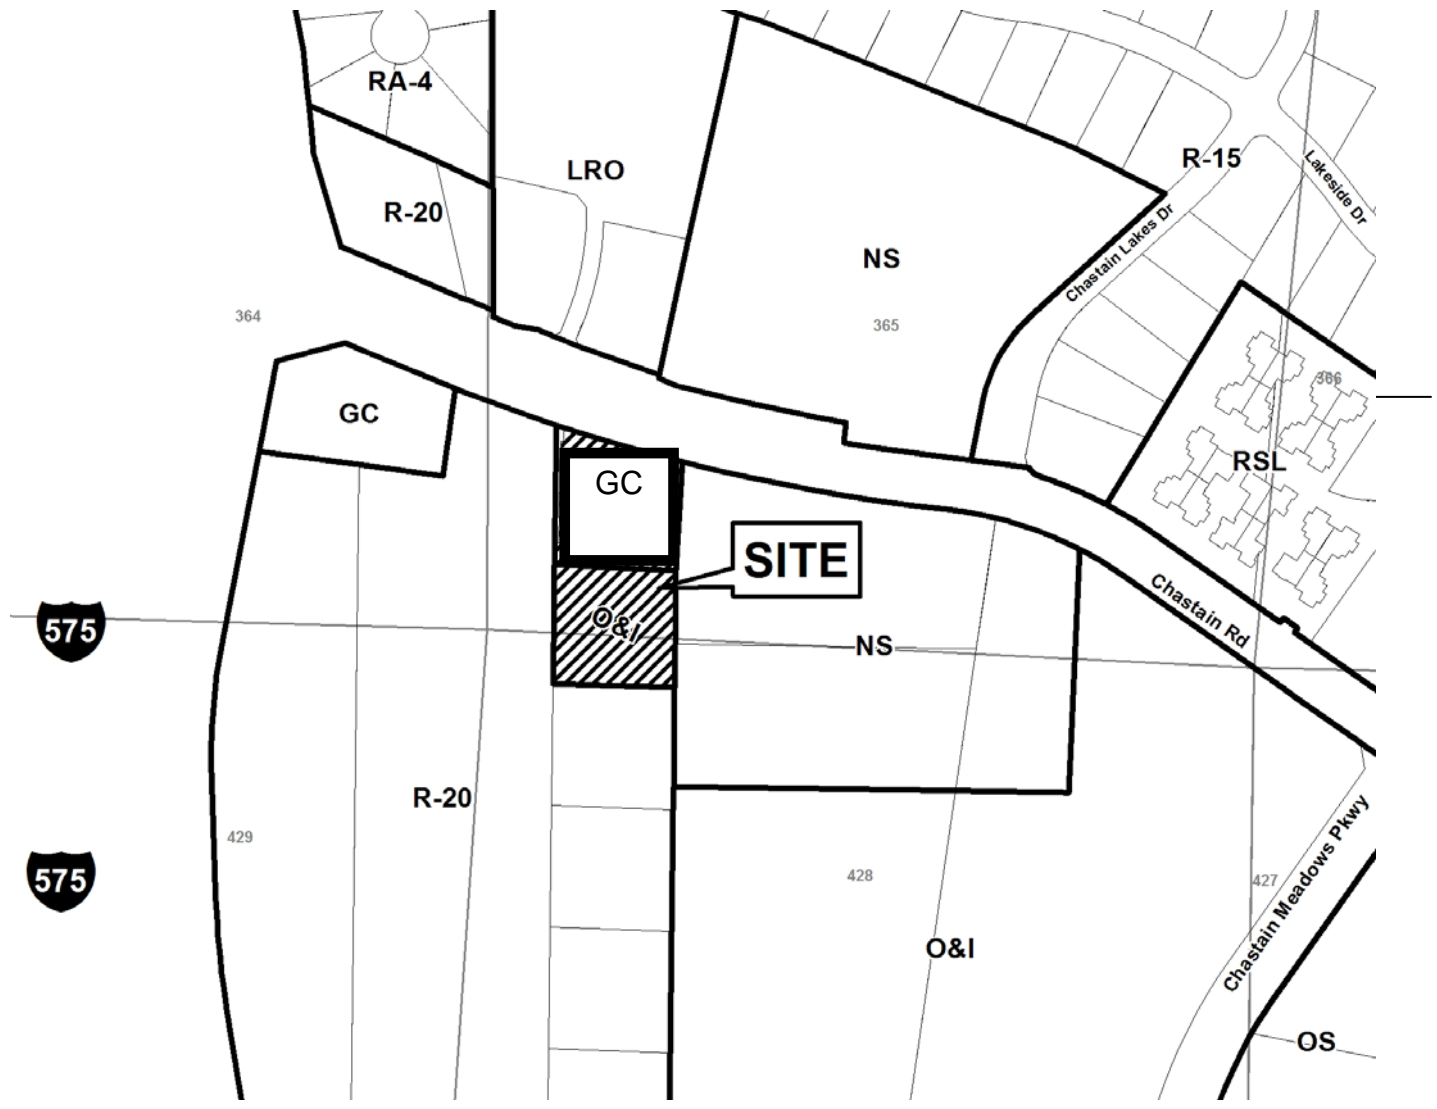 RA-4
LRO
R-15
Lakeside Dr
R-20
Chastain Lakes Dr
NS
364
365
366
GC
RSL
GC
SITE
575
O&I
NS
Chastain Rd
R-20
429
575
428
427
Chastain Meadows Pkwy
O&I
OS